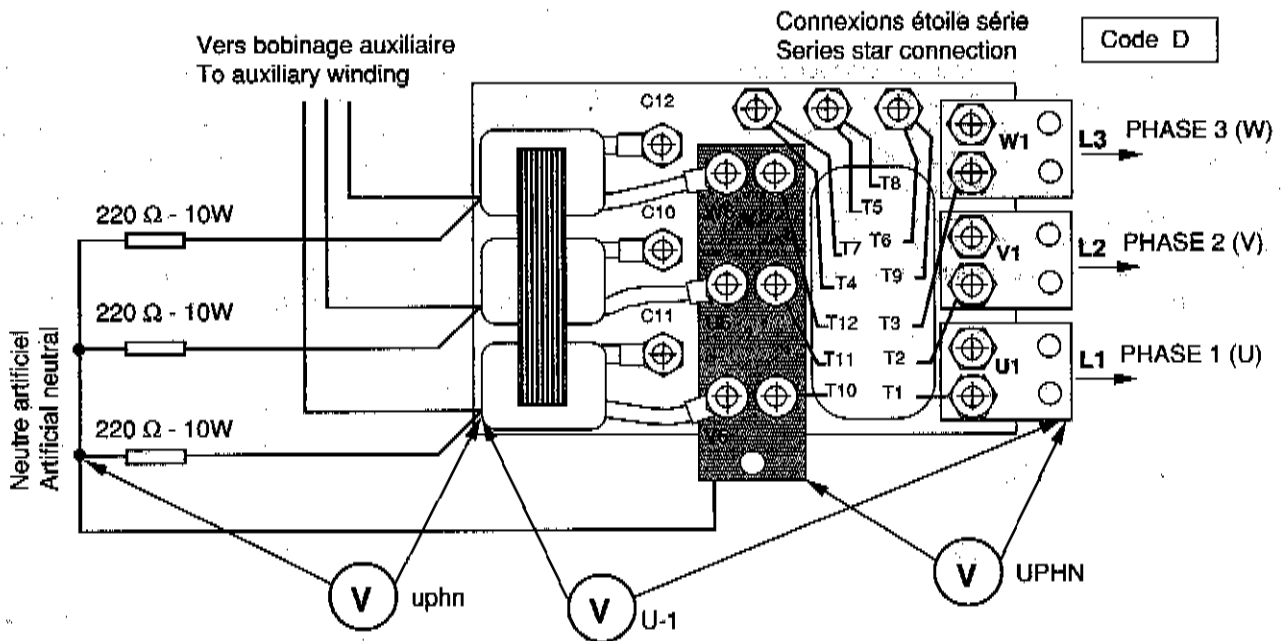 Connexions étoile série
Series star connection
Code D
Vers bobinage auxiliaire
To auxiliary winding
C12
W1
L3
PHASE 3 (W)
T8
T5
220 Ω - 10W
C10
T7
T6
V1
L2
PHASE 2 (V)
T4
T9
220 Ω - 10W
C11
T12
T3
T11
T2
U1
L1
PHASE 1 (U)
T10
T1
220 Ω - 10W
Neutre artificiel
Artificial neutral
V
uphn
V
U-1
V
UPHN